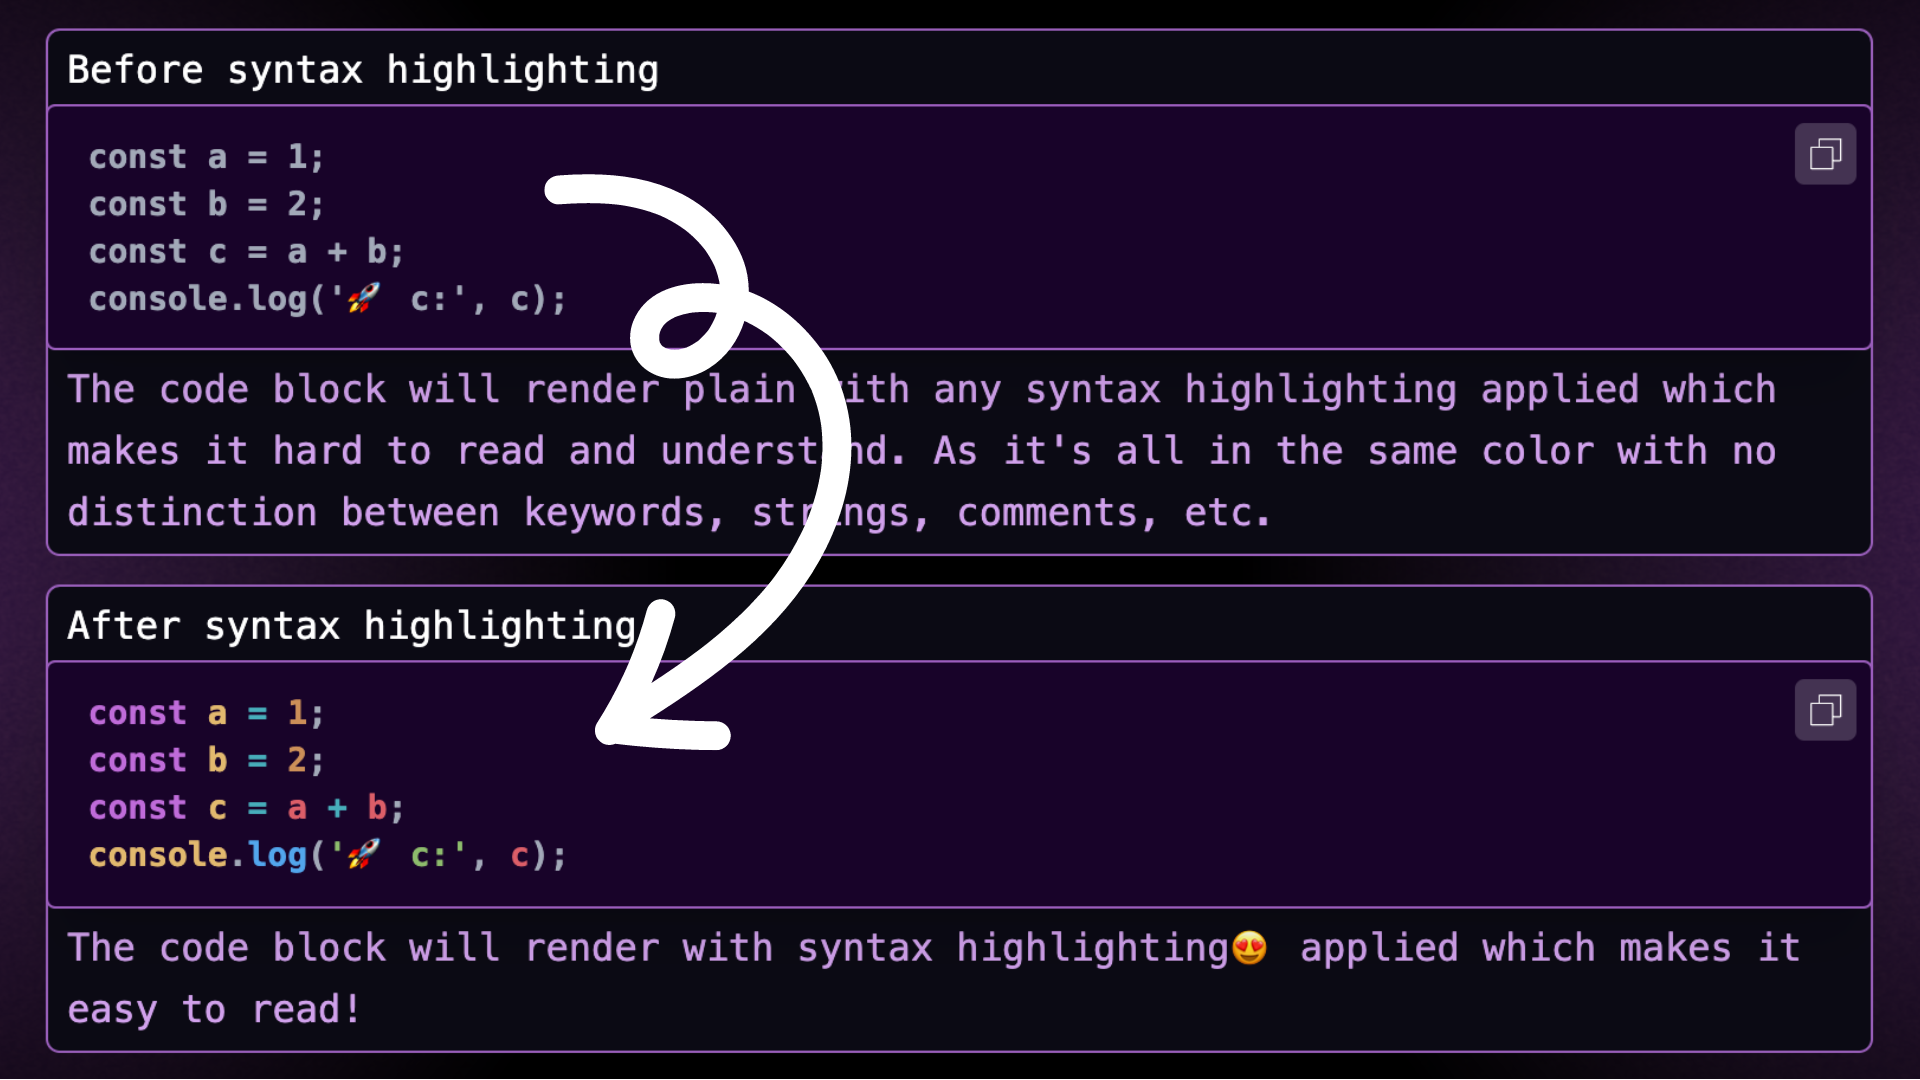 Before syntax highlighting
const a = 1;
const b = 2;
const c = a + b;
console.log('🚀 c:', c);
The code block will render plain with any syntax highlighting applied which
makes it hard to read and understand. As it's all in the same color with no
distinction between keywords, strings, comments, etc.
After syntax highlighting
const a = 1;
const b = 2;
const c = a + b;
console.log('🚀 c:', c);
The code block will render with syntax highlighting😍 applied which makes it
easy to read!